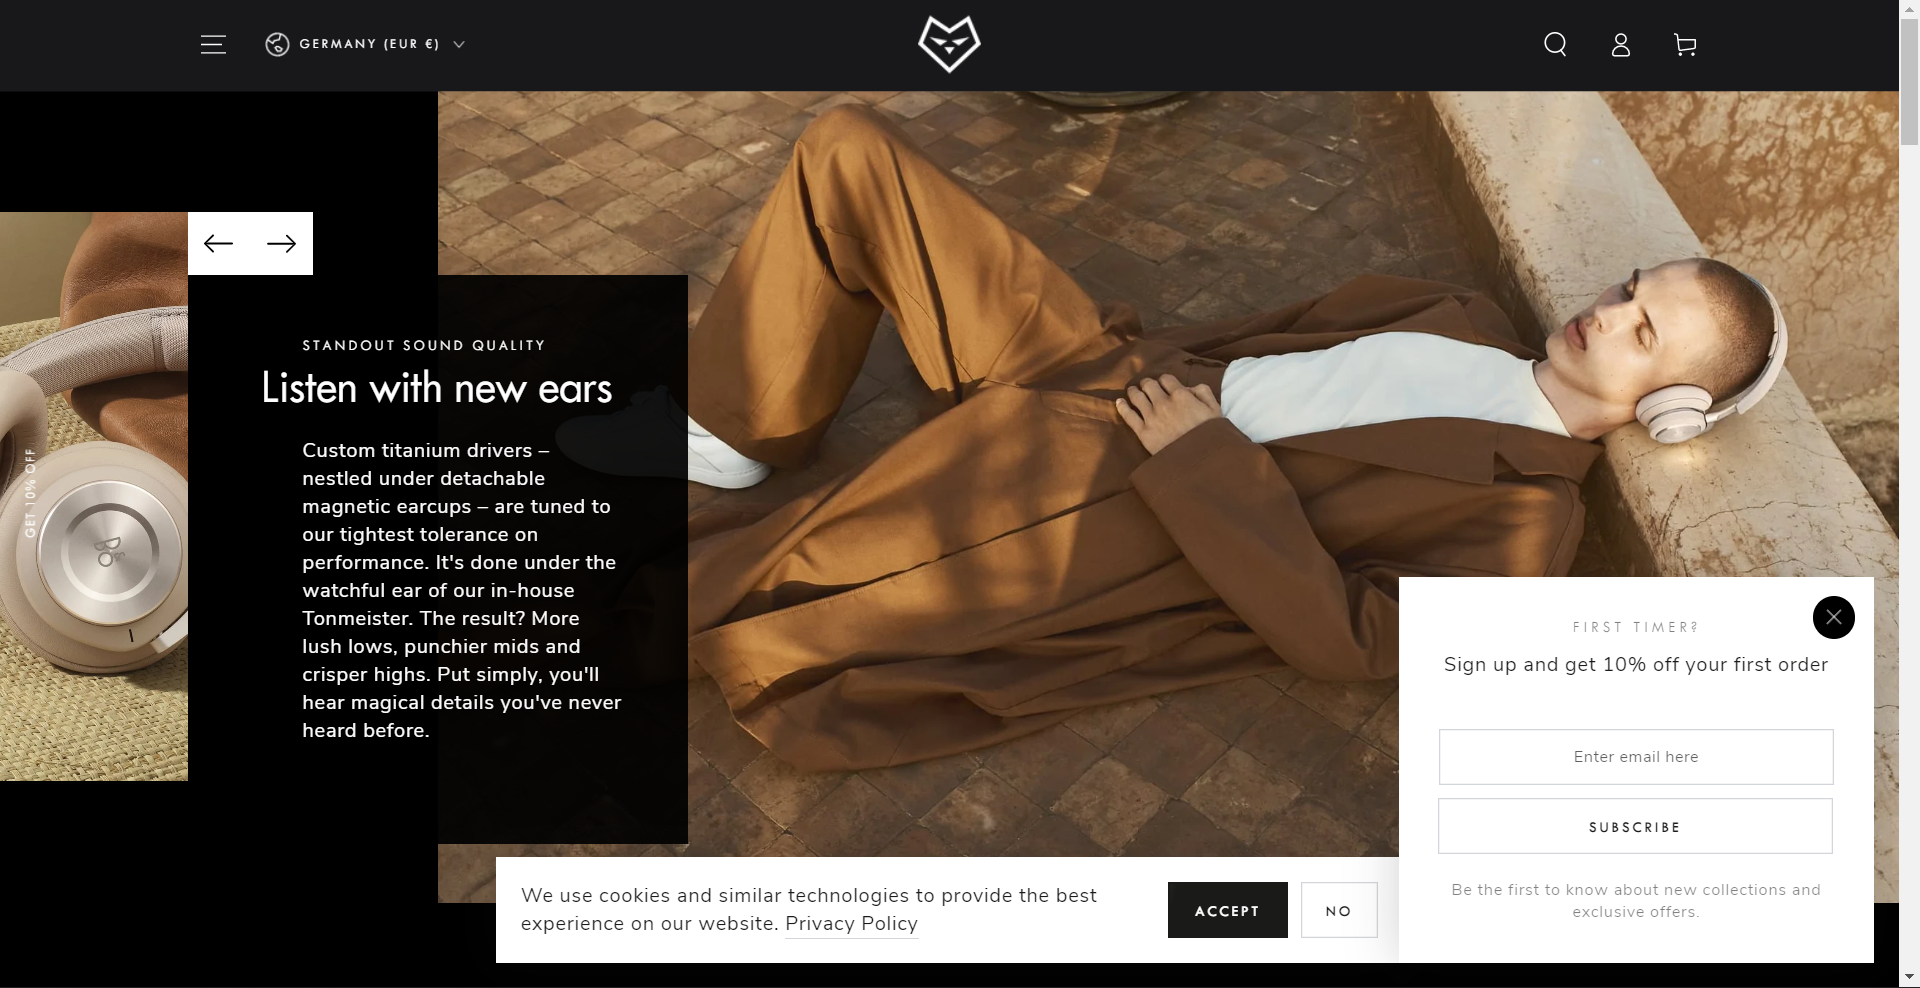 GERMANY (EUR €)
STANDOUT SOUND QUALITY
Listen with new ears
Custom titanium drivers –
nestled under detachable
magnetic earcups – are tuned to
our tightest tolerance on
performance. It's done under the
watchful ear of our in-house
Tonmeister. The result? More
lush lows, punchier mids and
crisper highs. Put simply, you'll
hear magical details you've never
heard before.
GET 10% OFF
B&O
FIRST TIMER?
Sign up and get 10% off your first order
Enter email here
SUBSCRIBE
Be the first to know about new collections and
exclusive offers.
We use cookies and similar technologies to provide the best
experience on our website. Privacy Policy
ACCEPT
NO